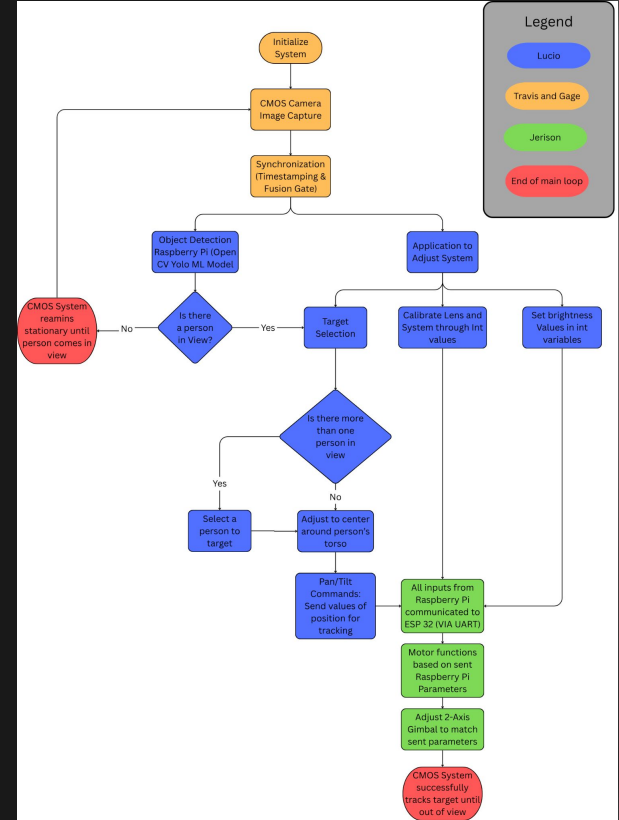 Legend
Lucio
Travis and Gage
Jerison
End of main loop
Initialize
System
CMOS Camera
Image Capture
Synchronization
(Timestamping &
Fusion Gate)
Object Detection
Raspberry Pi (Open
CV Yolo ML Model
Application to
Adjust System
CMOS System
reamins
stationary until
person comes in
view
No
Is there
a person
in View?
Yes
Target
Selection
Calibrate Lens and
System through Int
values
Set brightness
Values in int
variables
Is there more
than one
person in
view
Yes
No
Select a
person to
target
Adjust to center
around person's
torso
Pan/Tilt
Commands:
Send values of
position for
tracking
All inputs from
Raspberry Pi
communicated to
ESP 32 (VIA UART)
Motor functions
based on sent
Raspberry Pi
Parameters
Adjust 2-Axis
Gimbal to match
sent parameters
CMOS System
successfully
tracks target until
out of view